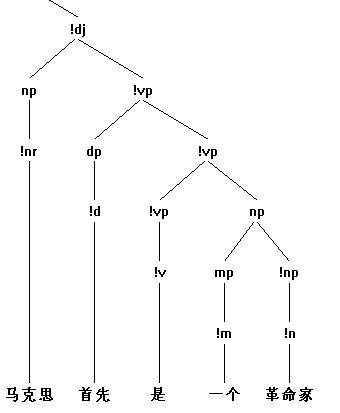 !dj
np !vp
!nr dp !vp
!d !vp np
!v mp !np
!m !n
马克思 首先 是 一个 革命家